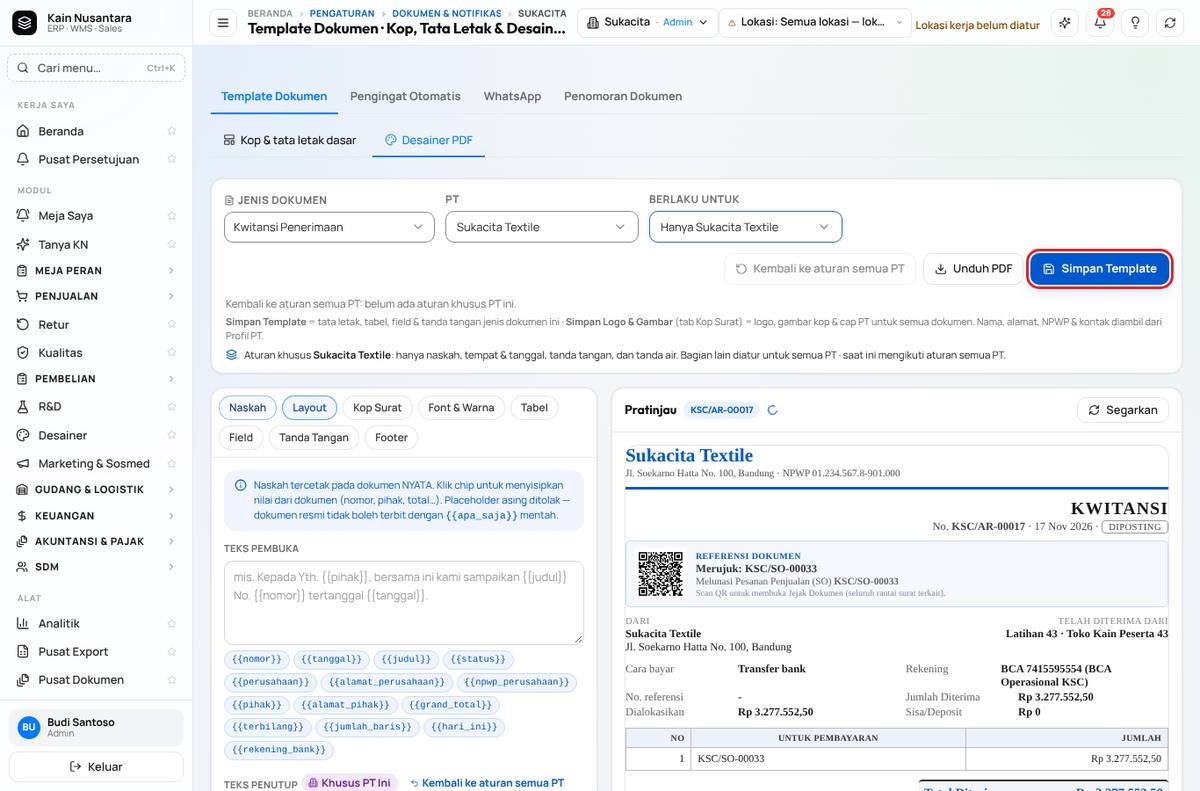 Kain Nusantara
ERP · WMS · Sales
Cari menu... Ctrl+K
KERJA SAYA
Beranda
Pusat Persetujuan
MODUL
Meja Saya
Tanya KN
MEJA PERAN
PENJUALAN
Retur
Kualitas
PEMBELIAN
R&D
Desainer
Marketing & Sosmed
GUDANG & LOGISTIK
KEUANGAN
AKUNTANSI & PAJAK
SDM
ALAT
Analitik
Pusat Export
Pusat Dokumen
BU Budi Santoso
Admin
Keluar
BERANDA > PENGATURAN > DOKUMEN & NOTIFIKAS > SUKACITA
Template Dokumen · Kop, Tata Letak & Desain...
Sukacita · Admin
Lokasi: Semua lokasi — lok...
Lokasi kerja belum diatur
28
Template Dokumen Pengingat Otomatis WhatsApp Penomoran Dokumen
Kop & tata letak dasar Desainer PDF
JENIS DOKUMEN PT BERLAKU UNTUK
Kwitansi Penerimaan Sukacita Textile Hanya Sukacita Textile
Kembali ke aturan semua PT Unduh PDF Simpan Template
Kembali ke aturan semua PT: belum ada aturan khusus PT ini.
Simpan Template = tata letak, tabel, field & tanda tangan jenis dokumen ini · Simpan Logo & Gambar (tab Kop Surat) = logo, gambar kop & cap PT untuk semua dokumen. Nama, alamat, NPWP & kontak diambil dari
Profil PT.
Aturan khusus Sukacita Textile: hanya naskah, tempat & tanggal, tanda tangan, dan tanda air. Bagian lain diatur untuk semua PT · saat ini mengikuti aturan semua PT.
Naskah Layout Kop Surat Font & Warna Tabel
Field Tanda Tangan Footer
Naskah tercetak pada dokumen NYATA. Klik chip untuk menyisipkan
nilai dari dokumen (nomor, pihak, total…). Placeholder asing ditolak —
dokumen resmi tidak boleh terbit dengan {{apa_saja}} mentah.
TEKS PEMBUKA
mis. Kepada Yth. {{pihak}}, bersama ini kami sampaikan {{judul}}
No. {{nomor}} tertanggal {{tanggal}}.
{{nomor}} {{tanggal}} {{judul}} {{status}}
{{perusahaan}} {{alamat_perusahaan}} {{npwp_perusahaan}}
{{pihak}} {{alamat_pihak}} {{grand_total}}
{{terbilang}} {{jumlah_baris}} {{hari_ini}}
{{rekening_bank}}
TEKS PENUTUP Khusus PT Ini Kembali ke aturan semua PT
Pratinjau KSC/AR-00017 Segarkan
Sukacita Textile
Jl. Soekarno Hatta No. 100, Bandung · NPWP 01.234.567.8-901.000
KWITANSI
No. KSC/AR-00017 · 17 Nov 2026 · DIPOSTING
REFERENSI DOKUMEN
Merujuk: KSC/SO-00033
Melunasi Pesanan Penjualan (SO) KSC/SO-00033
Scan QR untuk membuka Jejak Dokumen (seluruh rantai surat terkait).
DARI TELAH DITERIMA DARI
Sukacita Textile Latihan 43 · Toko Kain Peserta 43
Jl. Soekarno Hatta No. 100, Bandung
Cara bayar Transfer bank Rekening BCA 7415595554 (BCA
Operasional KSC)
No. referensi - Jumlah Diterima Rp 3.277.552,50
Dialokasikan Rp 3.277.552,50 Sisa/Deposit Rp 0
NO UNTUK PEMBAYARAN JUMLAH
1 KSC/SO-00033 Rp 3.277.552,50